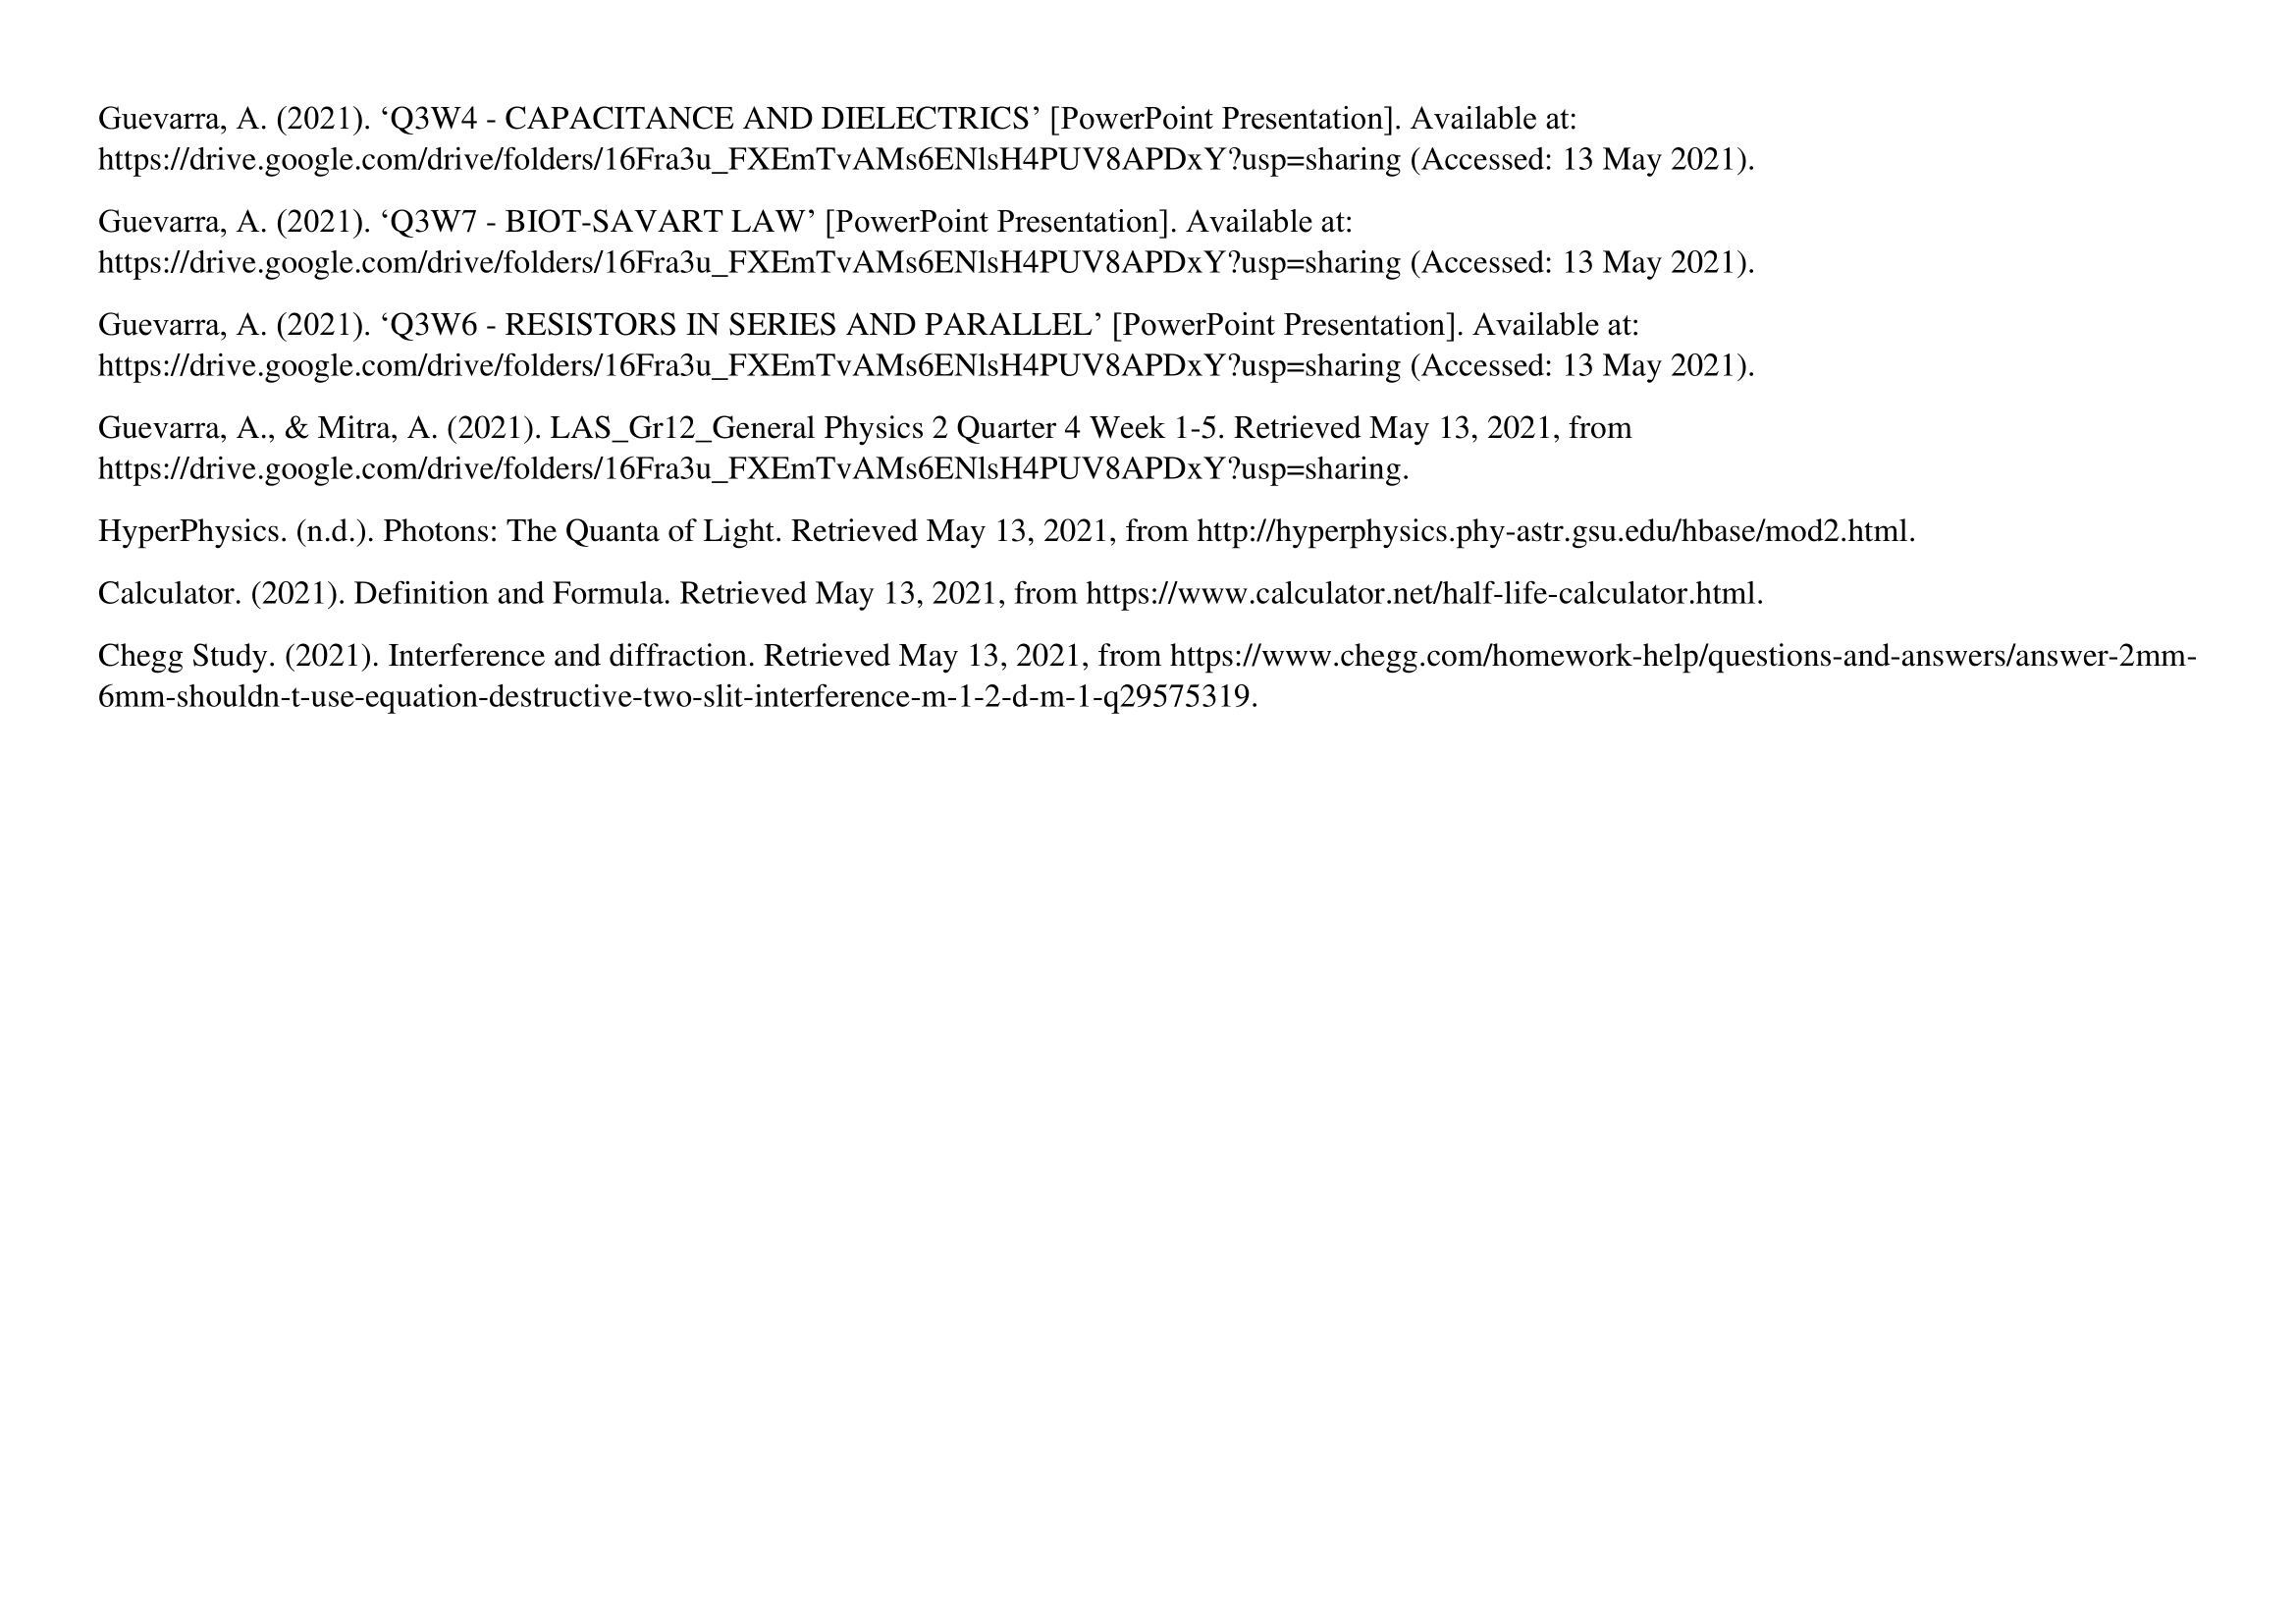 Guevarra, A. (2021). ‘Q3W4 - CAPACITANCE AND DIELECTRICS’ [PowerPoint Presentation]. Available at:
https://drive.google.com/drive/folders/16Fra3u_FXEmTvAMs6ENlsH4PUV8APDxY?usp=sharing (Accessed: 13 May 2021).
Guevarra, A. (2021). ‘Q3W7 - BIOT-SAVART LAW’ [PowerPoint Presentation]. Available at:
https://drive.google.com/drive/folders/16Fra3u_FXEmTvAMs6ENlsH4PUV8APDxY?usp=sharing (Accessed: 13 May 2021).
Guevarra, A. (2021). ‘Q3W6 - RESISTORS IN SERIES AND PARALLEL’ [PowerPoint Presentation]. Available at:
https://drive.google.com/drive/folders/16Fra3u_FXEmTvAMs6ENlsH4PUV8APDxY?usp=sharing (Accessed: 13 May 2021).
Guevarra, A., & Mitra, A. (2021). LAS_Gr12_General Physics 2 Quarter 4 Week 1-5. Retrieved May 13, 2021, from
https://drive.google.com/drive/folders/16Fra3u_FXEmTvAMs6ENlsH4PUV8APDxY?usp=sharing.
HyperPhysics. (n.d.). Photons: The Quanta of Light. Retrieved May 13, 2021, from http://hyperphysics.phy-astr.gsu.edu/hbase/mod2.html.
Calculator. (2021). Definition and Formula. Retrieved May 13, 2021, from https://www.calculator.net/half-life-calculator.html.
Chegg Study. (2021). Interference and diffraction. Retrieved May 13, 2021, from https://www.chegg.com/homework-help/questions-and-answers/answer-2mm-
6mm-shouldn-t-use-equation-destructive-two-slit-interference-m-1-2-d-m-1-q29575319.